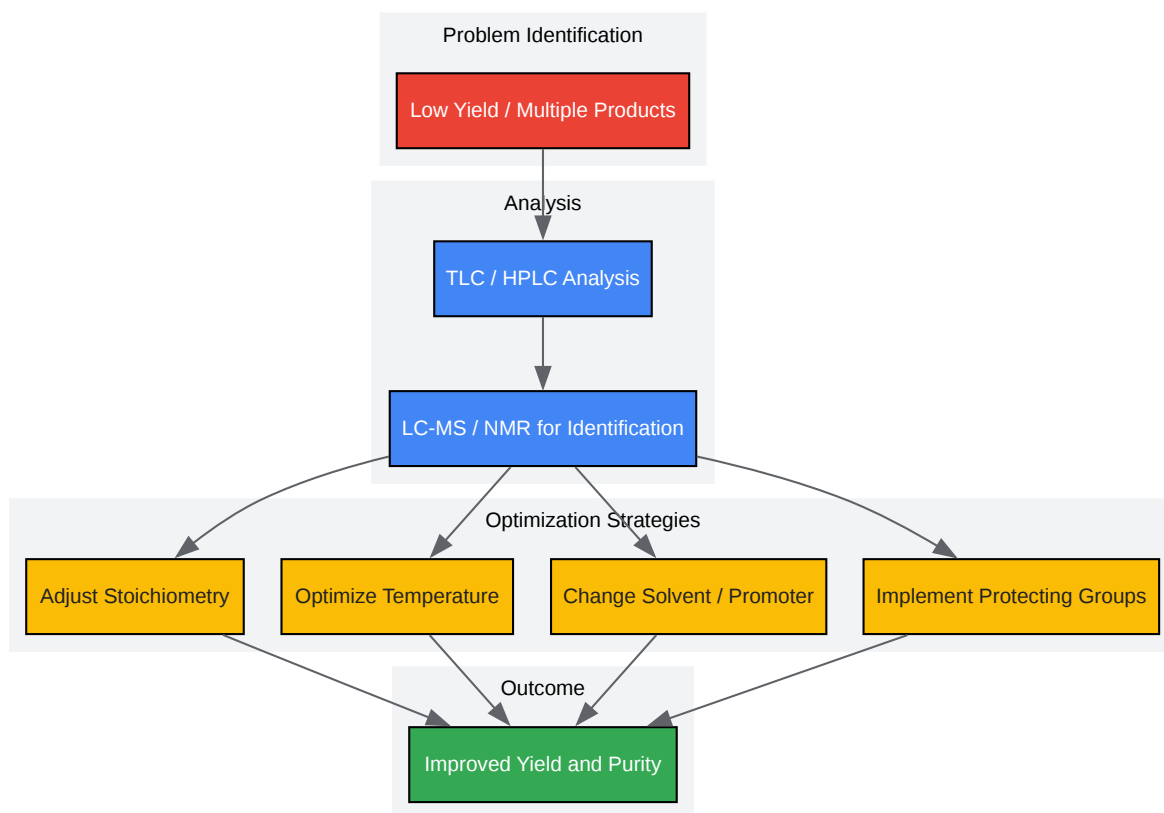 Problem Identification
Low Yield / Multiple Products
Analysis
TLC / HPLC Analysis
LC-MS / NMR for Identification
Optimization Strategies
Adjust Stoichiometry
Optimize Temperature
Change Solvent / Promoter
Implement Protecting Groups
Outcome
Improved Yield and Purity